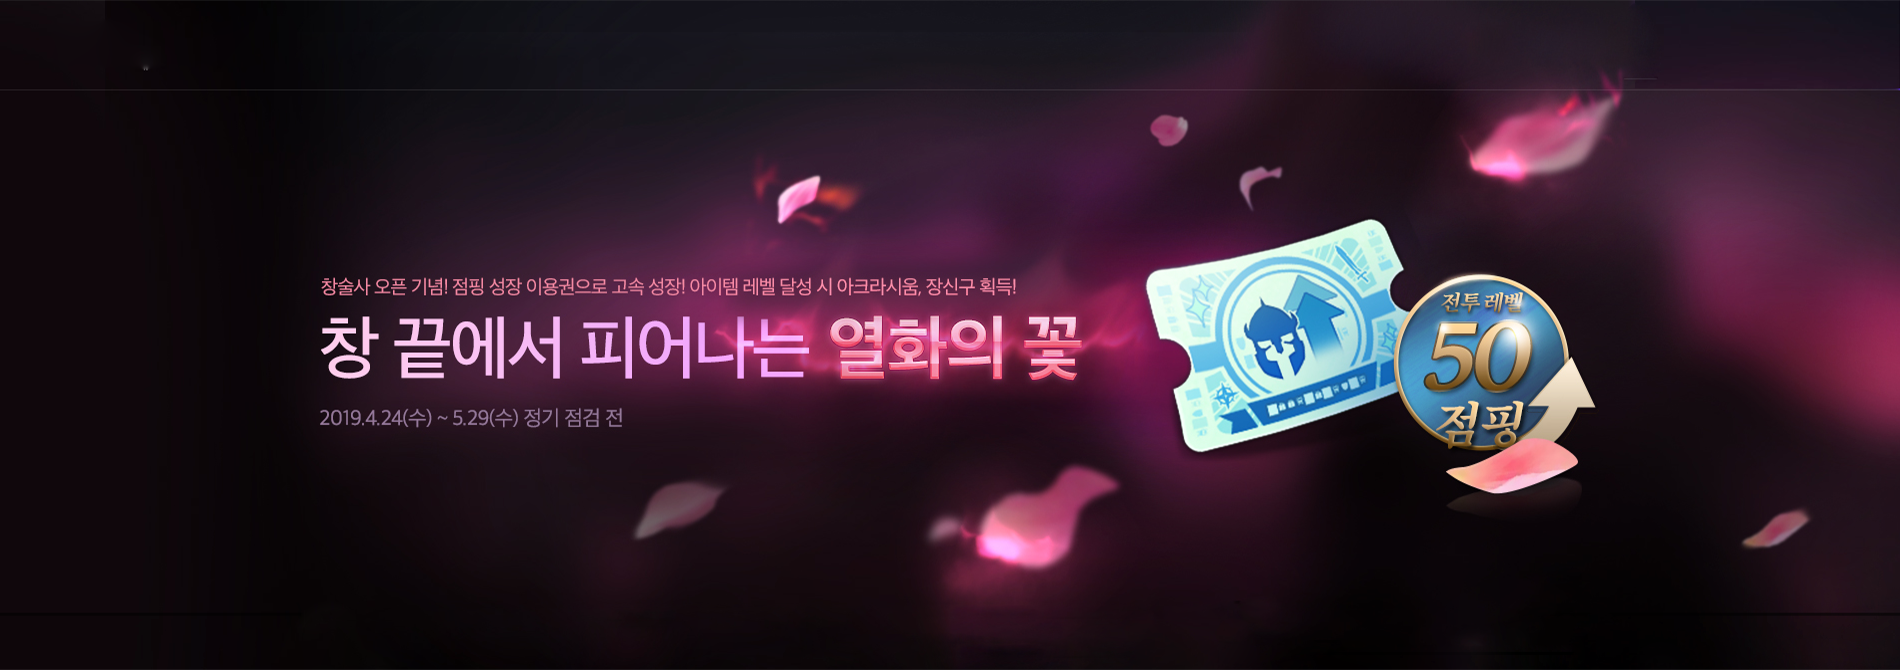 창술사 오픈 기념! 점핑 성장 이용권으로 고속 성장! 아이템 레벨 달성 시 아크라시움, 장신구 획득!
창 끝에서 피어나는 열화의 꽃
2019.4.24(수) ~ 5.29(수) 정기 점검 전
전투 레벨
50
점핑